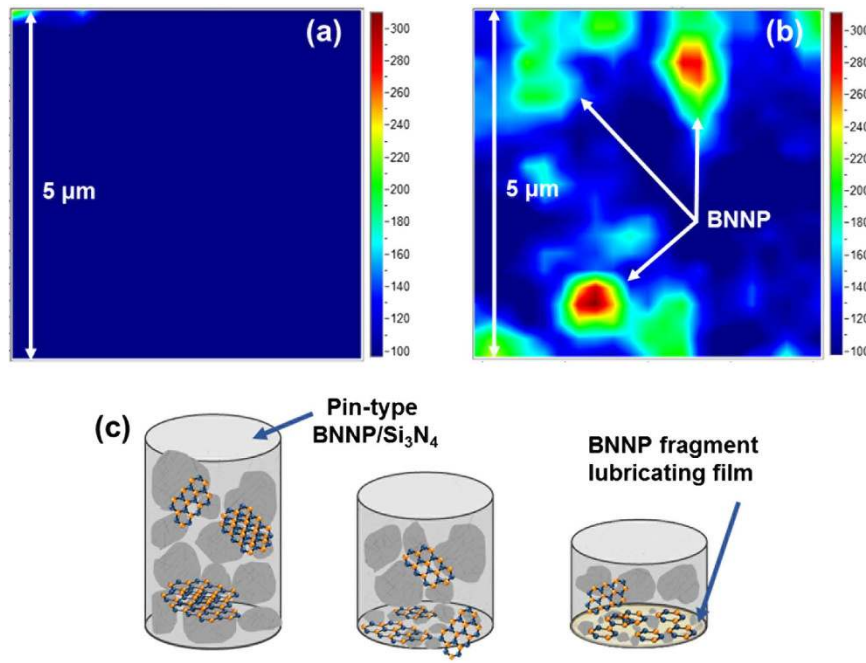 (a)
5 µm
300
280
260
240
220
200
180
160
140
120
100
(b)
5 µm
BNNP
300
280
260
240
220
200
180
160
140
120
100
(c)
Pin-type
BNNP/Si₃N₄
BNNP fragment
lubricating film